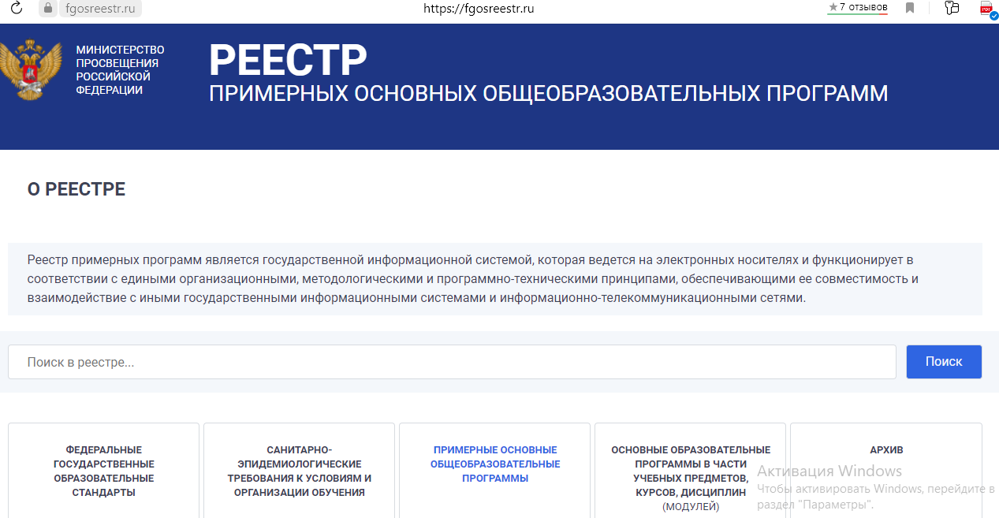 fgosreestr.ru
https://fgosreestr.ru
★7 отзывов
PDF
МИНИСТЕРСТВО
ПРОСВЕЩЕНИЯ
РОССИЙСКОЙ
ФЕДЕРАЦИИ
РЕЕСТР
ПРИМЕРНЫХ ОСНОВНЫХ ОБЩЕОБРАЗОВАТЕЛЬНЫХ ПРОГРАММ
О РЕЕСТРЕ
Реестр примерных программ является государственной информационной системой, которая ведется на электронных носителях и функционирует в
соответствии с едиными организационными, методологическими и программно-техническими принципами, обеспечивающими ее совместимость и
взаимодействие с иными государственными информационными системами и информационно-телекоммуникационными сетями.
Поиск в реестре...
Поиск
ФЕДЕРАЛЬНЫЕ
ГОСУДАРСТВЕННЫЕ
ОБРАЗОВАТЕЛЬНЫЕ
СТАНДАРТЫ
САНИТАРНО-
ЭПИДЕМИОЛОГИЧЕСКИЕ
ТРЕБОВАНИЯ К УСЛОВИЯМ И
ОРГАНИЗАЦИИ ОБУЧЕНИЯ
ПРИМЕРНЫЕ ОСНОВНЫЕ
ОБЩЕОБРАЗОВАТЕЛЬНЫЕ
ПРОГРАММЫ
ОСНОВНЫЕ ОБРАЗОВАТЕЛЬНЫЕ
ПРОГРАММЫ В ЧАСТИ
УЧЕБНЫХ ПРЕДМЕТОВ,
КУРСОВ, ДИСЦИПЛИН
(МОДУЛЕЙ)
АРХИВ
Активация Windows
Чтобы активировать Windows, перейдите в
раздел "Параметры".